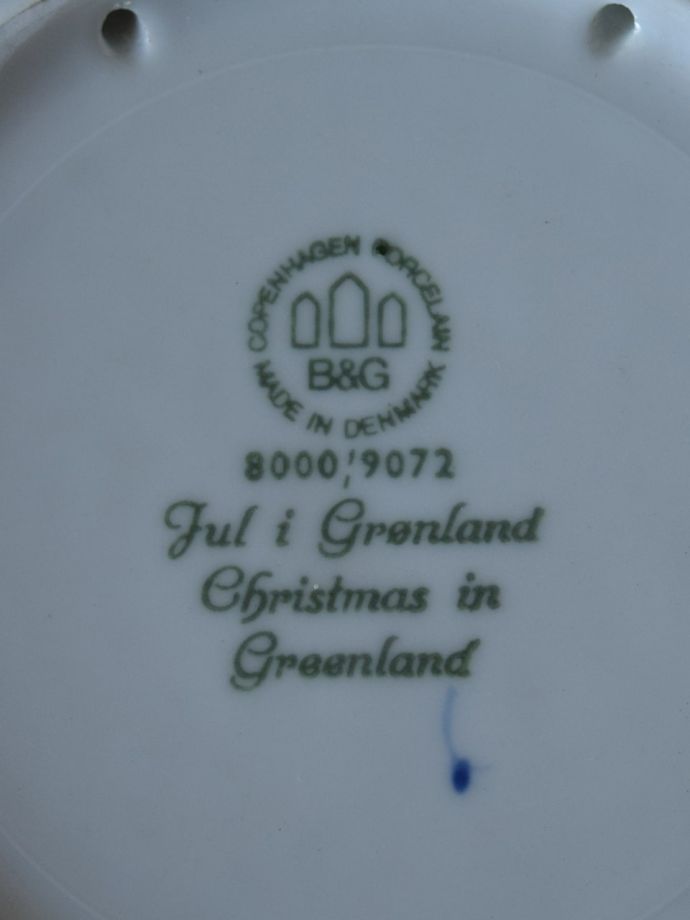 COPENHAGEN PORCELAIN
B&G
MADE IN DENMARK
8000/9072
Jul i Grønland
Christmas in
Greenland